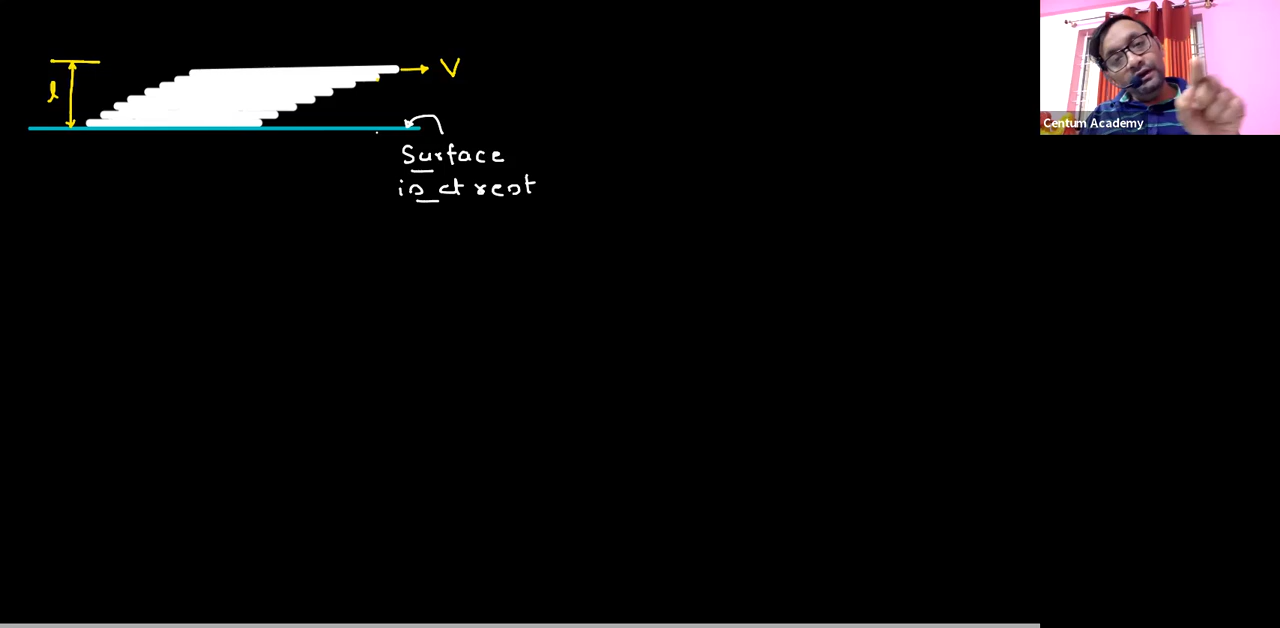 l
V
Surface
is at rest
Centum Academy